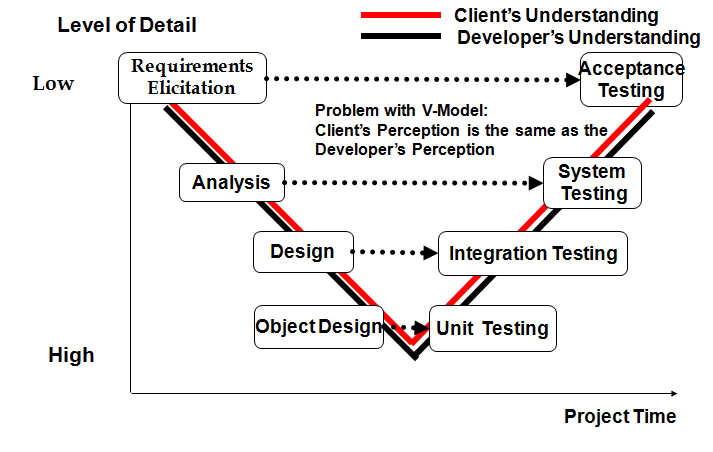 Level of Detail
Client's Understanding
Developer's Understanding
Low
Requirements
Elicitation
Acceptance
Testing
Problem with V-Model:
Client's Perception is the same as the
Developer's Perception
Analysis
System
Testing
Design
Integration Testing
Object Design
Unit Testing
High
Project Time